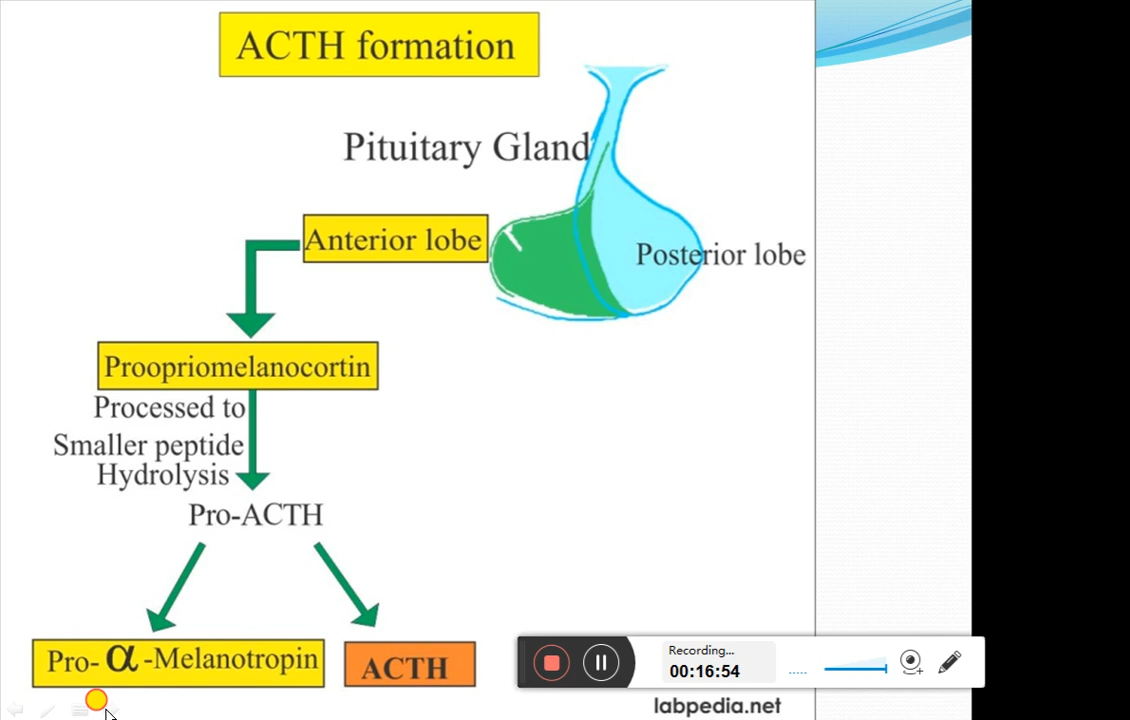 ACTH formation
Pituitary Gland
Anterior lobe
Posterior lobe
Proopriomelanocortin
Processed to
Smaller peptide
Hydrolysis
Pro-ACTH
Pro-α-Melanotropin
ACTH
Recording...
00:16:54
labpedia.net